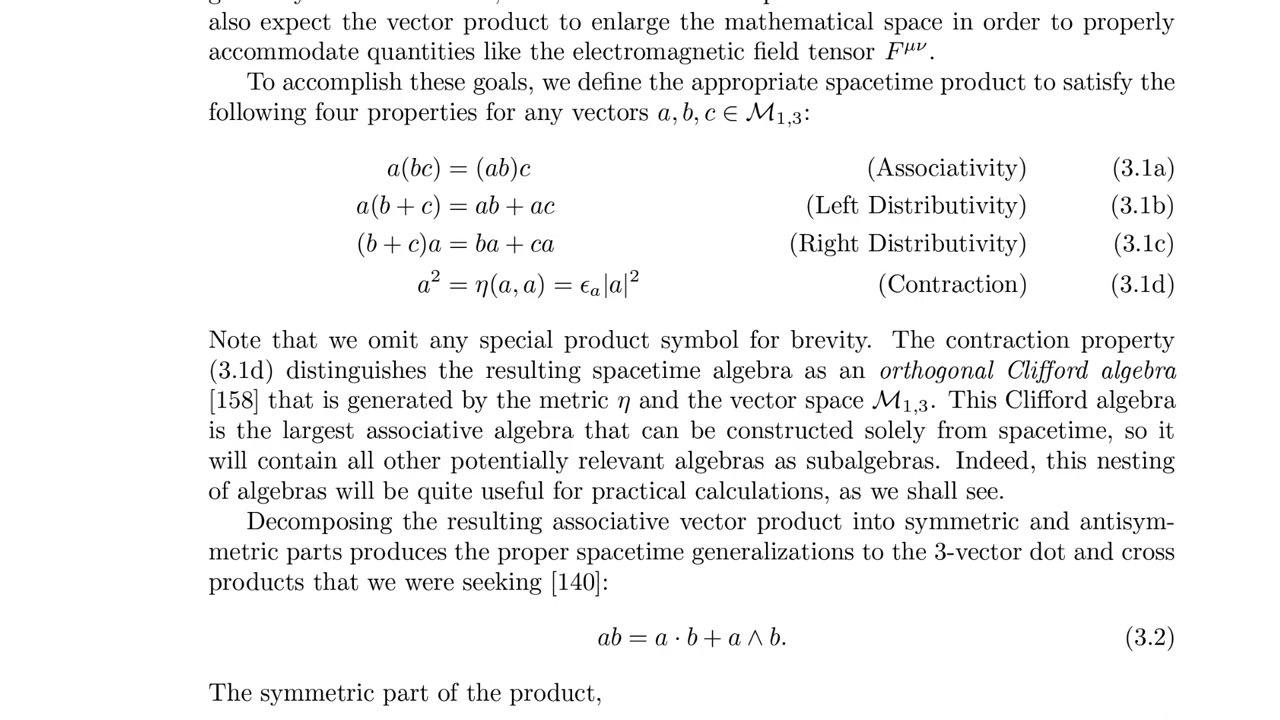 also expect the vector product to enlarge the mathematical space in order to properly
accommodate quantities like the electromagnetic field tensor F^{μν}.
To accomplish these goals, we define the appropriate spacetime product to satisfy the
following four properties for any vectors a, b, c ∈ ℳ_{1,3}:
a(bc) = (ab)c (Associativity) (3.1a)
a(b + c) = ab + ac (Left Distributivity) (3.1b)
(b + c)a = ba + ca (Right Distributivity) (3.1c)
a² = η(a, a) = ϵ_a|a|² (Contraction) (3.1d)
Note that we omit any special product symbol for brevity. The contraction property
(3.1d) distinguishes the resulting spacetime algebra as an orthogonal Clifford algebra
[158] that is generated by the metric η and the vector space ℳ_{1,3}. This Clifford algebra
is the largest associative algebra that can be constructed solely from spacetime, so it
will contain all other potentially relevant algebras as subalgebras. Indeed, this nesting
of algebras will be quite useful for practical calculations, as we shall see.
Decomposing the resulting associative vector product into symmetric and antisym-
metric parts produces the proper spacetime generalizations to the 3-vector dot and cross
products that we were seeking [140]:
ab = a · b + a ∧ b. (3.2)
The symmetric part of the product,